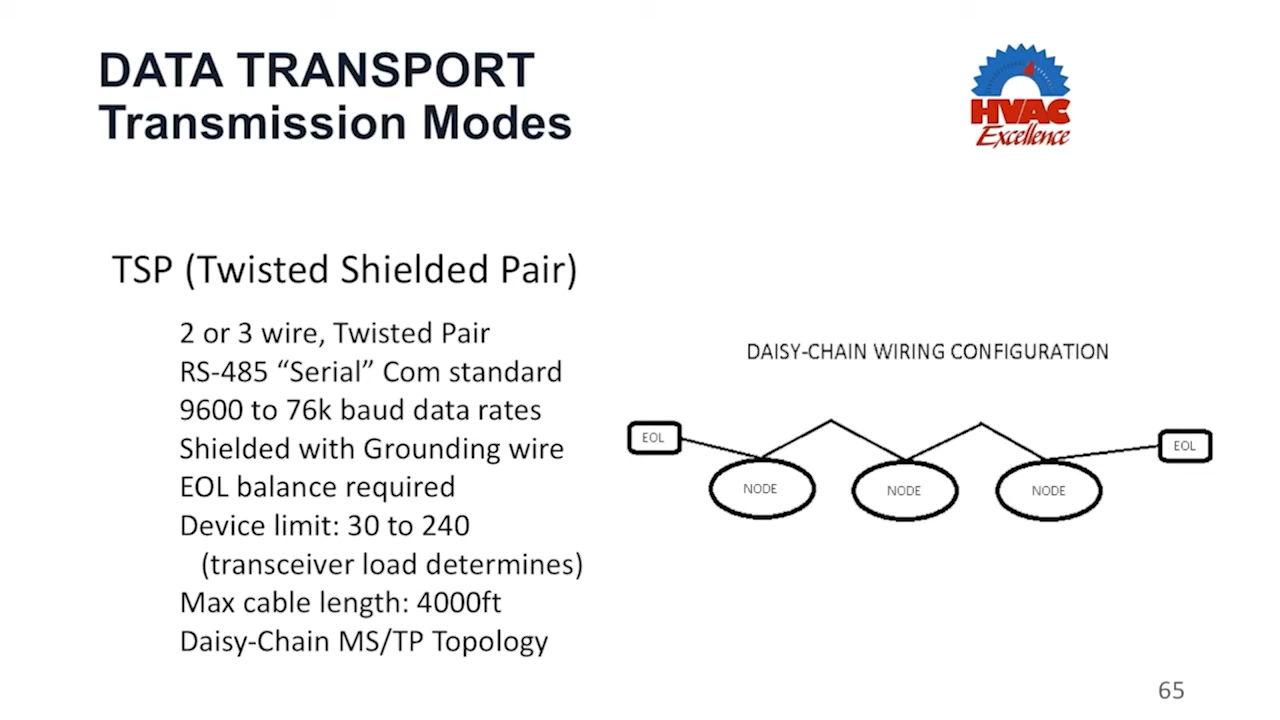 DATA TRANSPORT
Transmission Modes
HVAC
Excellence
TSP (Twisted Shielded Pair)
2 or 3 wire, Twisted Pair
RS-485 “Serial” Com standard
9600 to 76k baud data rates
Shielded with Grounding wire
EOL balance required
Device limit: 30 to 240
(transceiver load determines)
Max cable length: 4000ft
Daisy-Chain MS/TP Topology
DAISY-CHAIN WIRING CONFIGURATION
EOL
EOL
NODE
NODE
NODE
65